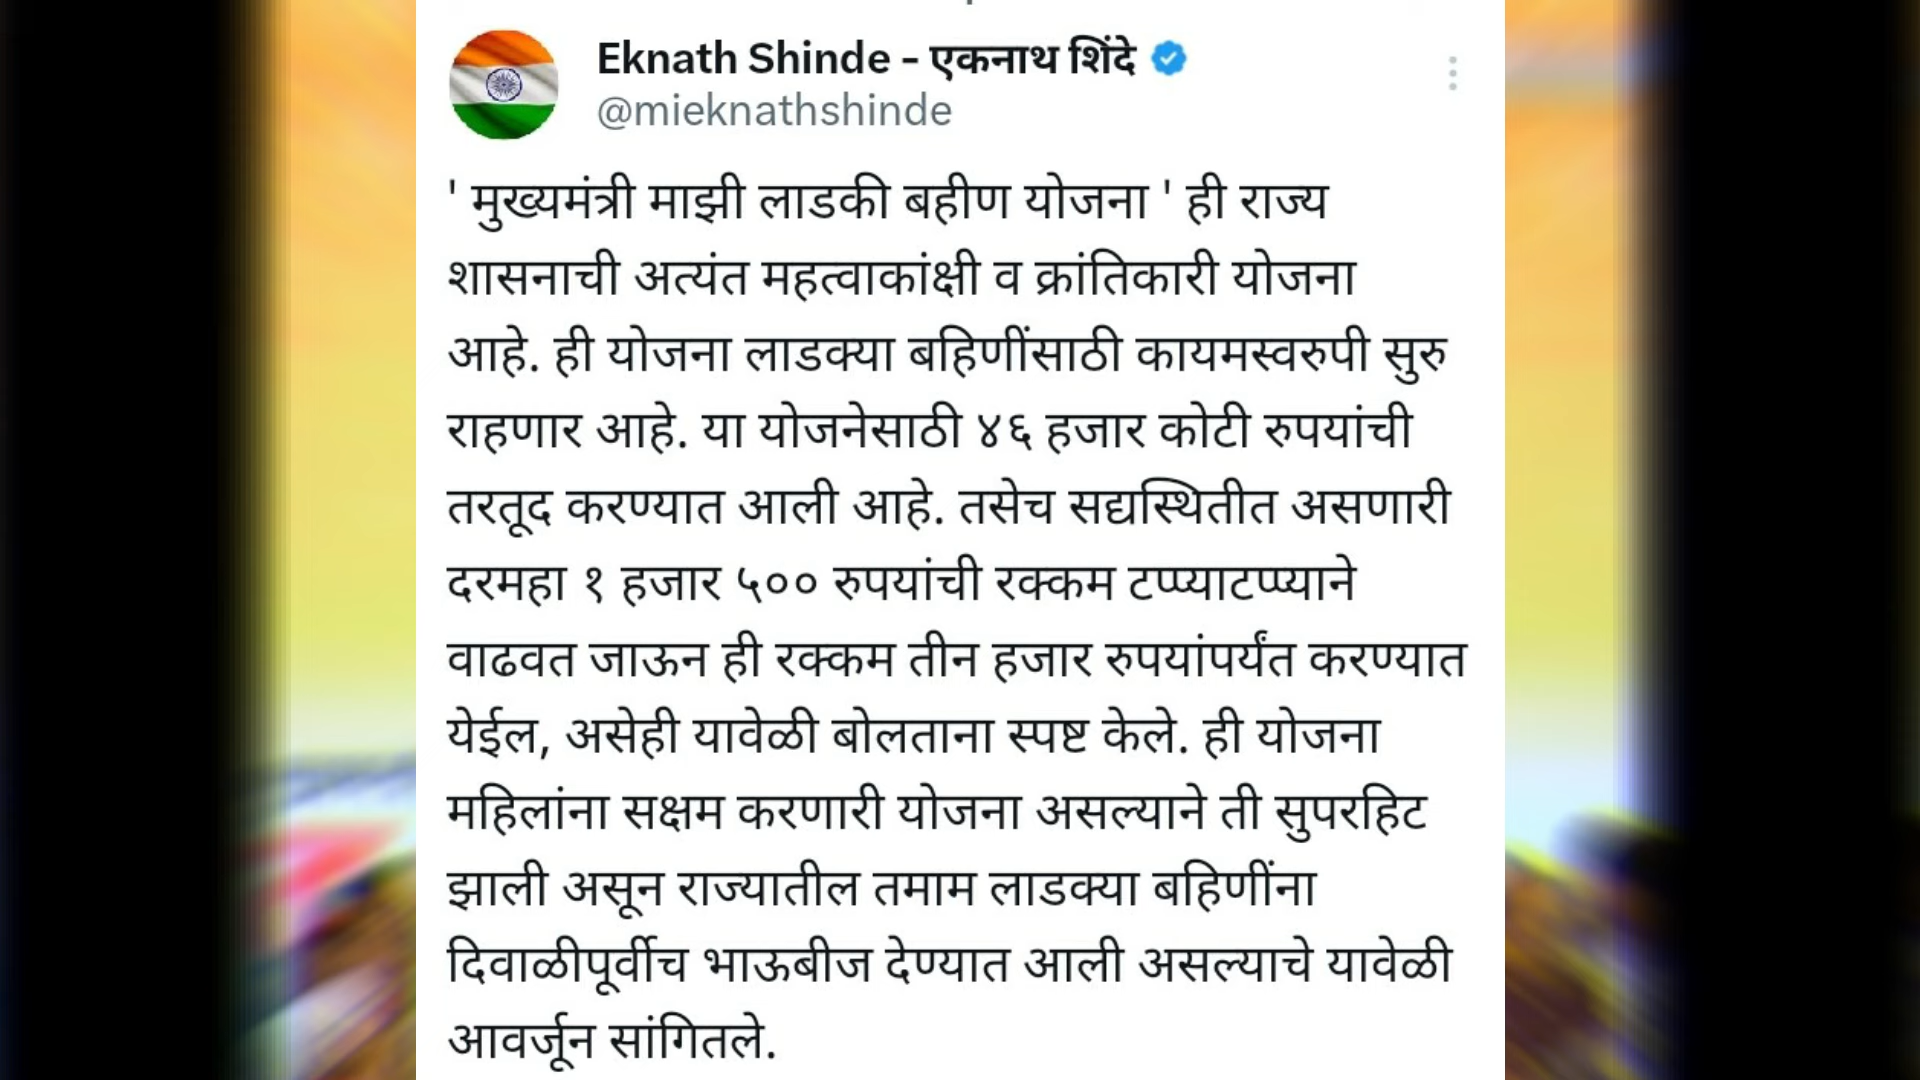 Eknath Shinde - एकनाथ शिंदे
@mieknathshinde
' मुख्यमंत्री माझी लाडकी बहीण योजना ' ही राज्य
शासनाची अत्यंत महत्वाकांक्षी व क्रांतिकारी योजना
आहे. ही योजना लाडक्या बहिणींसाठी कायमस्वरुपी सुरु
राहणार आहे. या योजनेसाठी ४६ हजार कोटी रुपयांची
तरतूद करण्यात आली आहे. तसेच सद्यस्थितीत असणारी
दरमहा १ हजार ५०० रुपयांची रक्कम टप्प्याटप्प्याने
वाढवत जाऊन ही रक्कम तीन हजार रुपयांपर्यंत करण्यात
येईल, असेही यावेळी बोलताना स्पष्ट केले. ही योजना
महिलांना सक्षम करणारी योजना असल्याने ती सुपरहिट
झाली असून राज्यातील तमाम लाडक्या बहिणींना
दिवाळीपूर्वीच भाऊबीज देण्यात आली असल्याचे यावेळी
आवर्जून सांगितले.